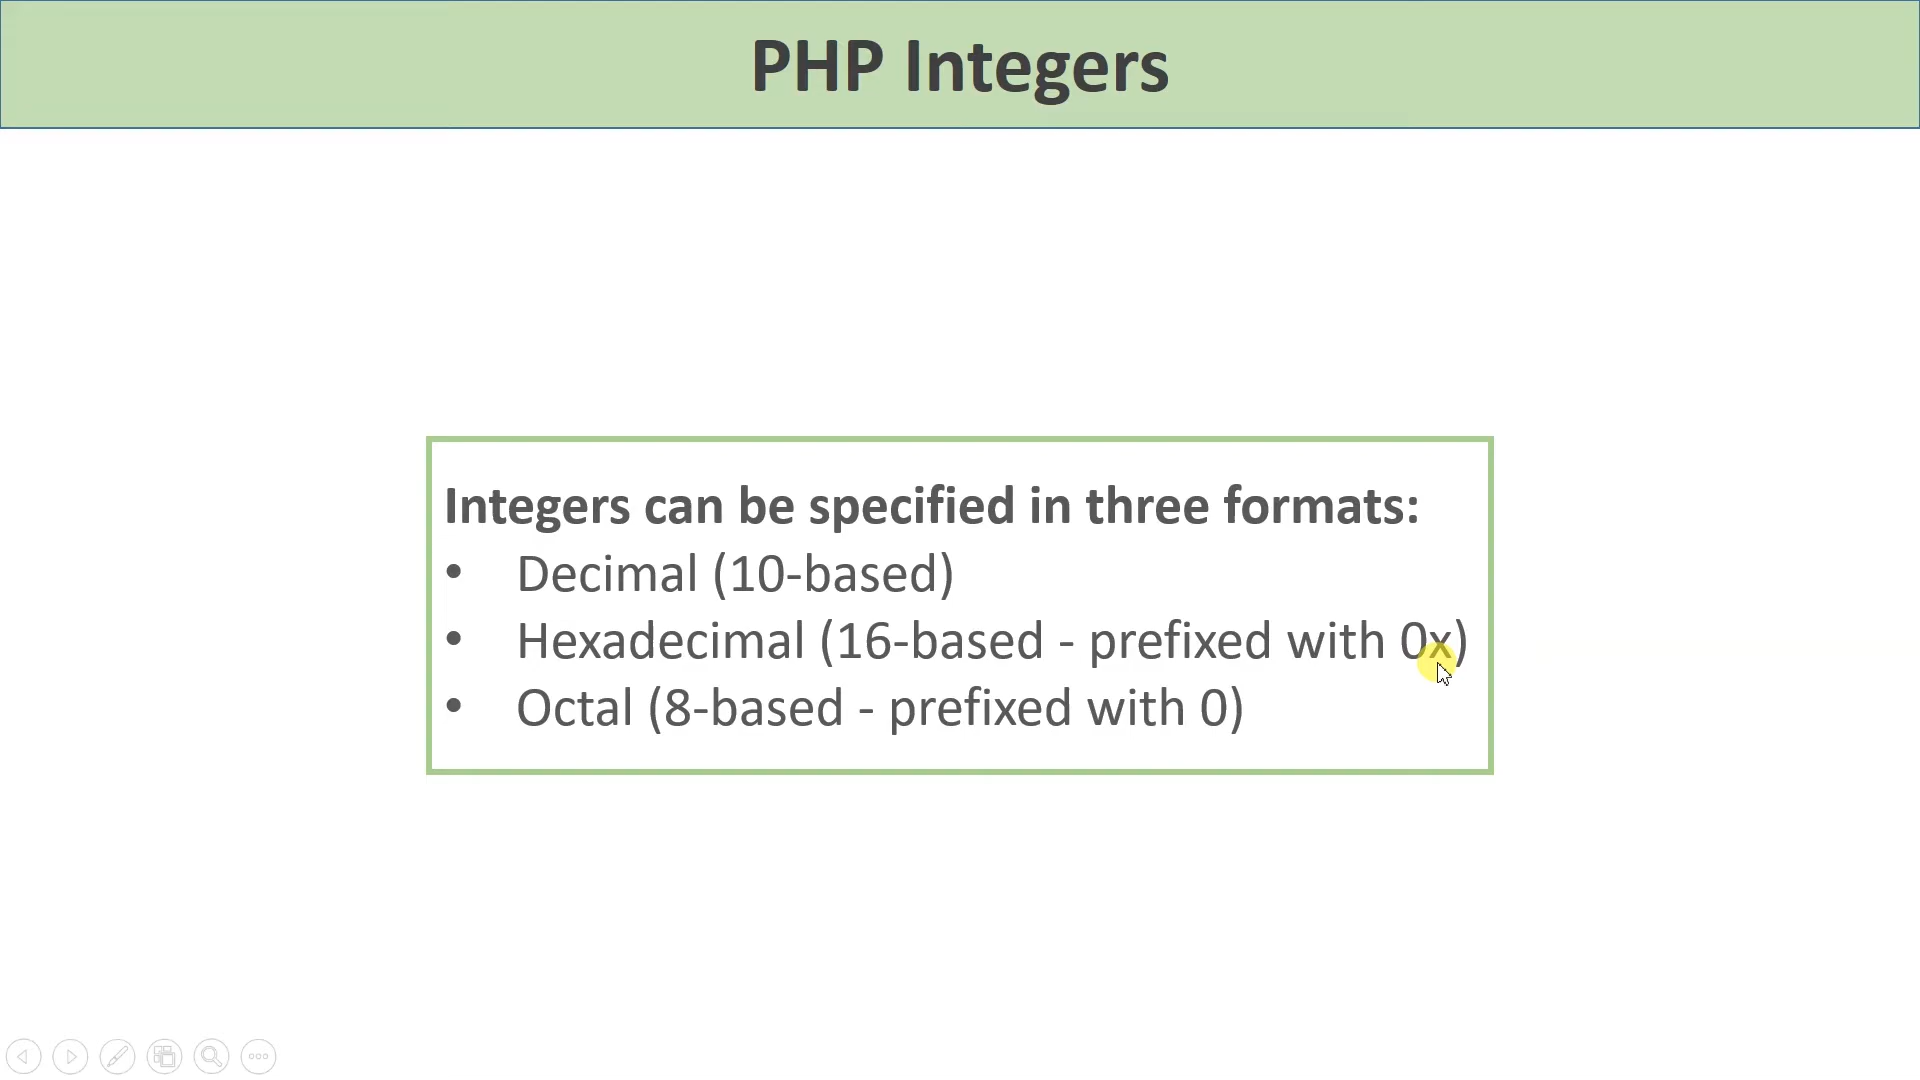 PHP Integers
Integers can be specified in three formats:
• Decimal (10-based)
• Hexadecimal (16-based - prefixed with 0x)
• Octal (8-based - prefixed with 0)